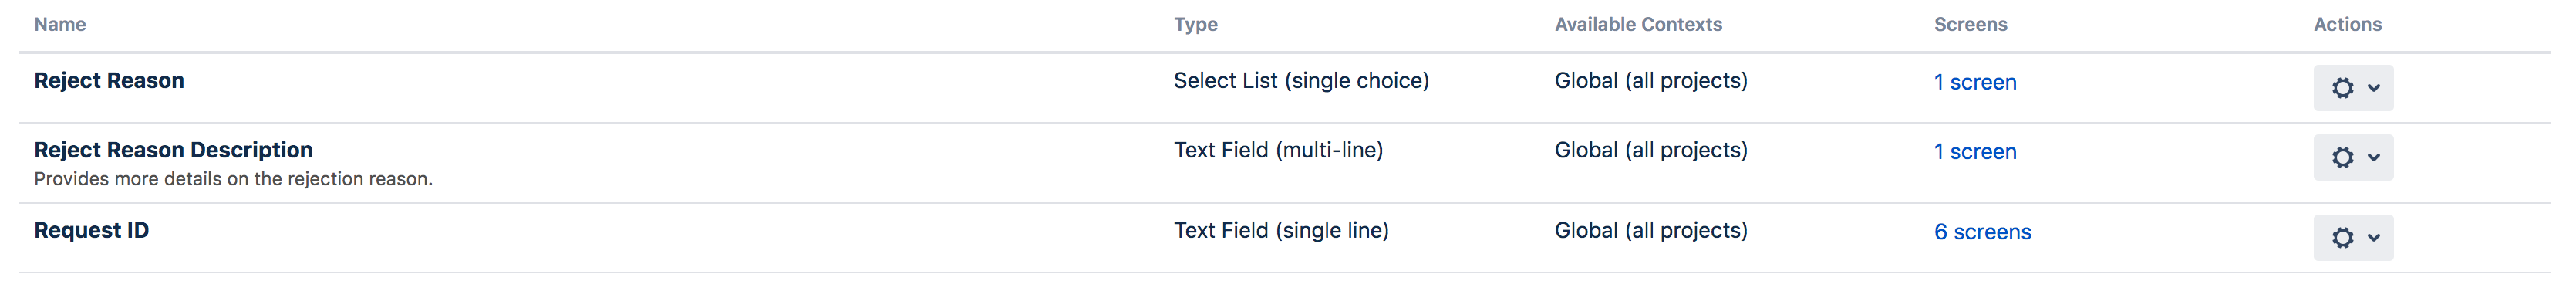 Name Type Available Contexts Screens Actions
Reject Reason Select List (single choice) Global (all projects) 1 screen
Reject Reason Description Text Field (multi-line) Global (all projects) 1 screen
Provides more details on the rejection reason.
Request ID Text Field (single line) Global (all projects) 6 screens